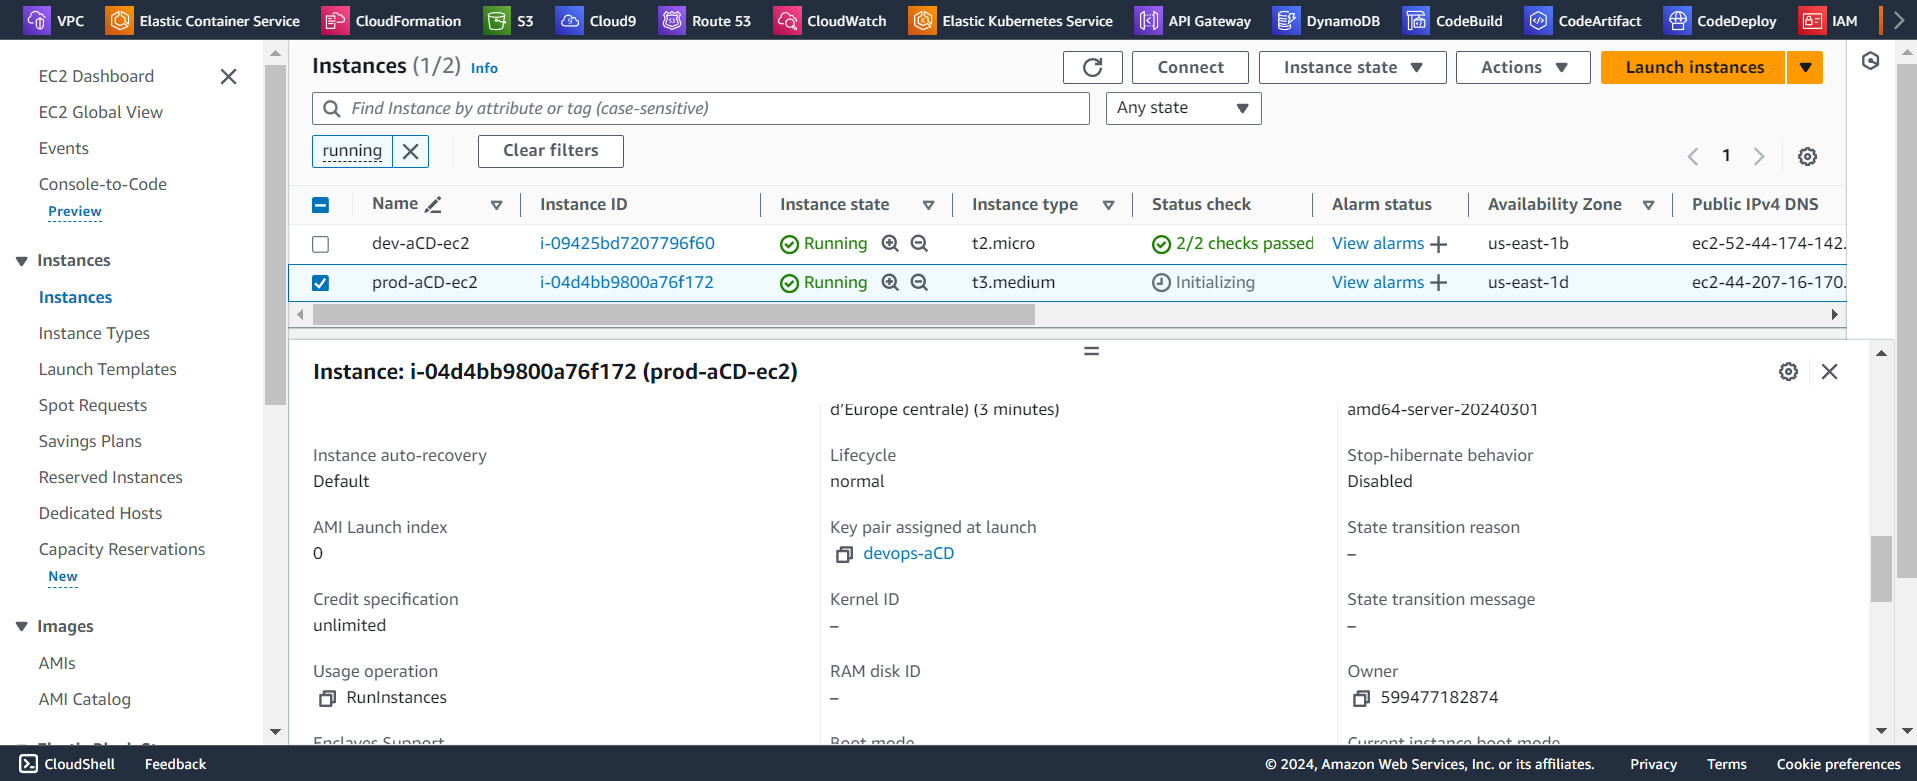 VPC Elastic Container Service CloudFormation S3 Cloud9 Route 53 CloudWatch Elastic Kubernetes Service API Gateway DynamoDB CodeBuild CodeArtifact CodeDeploy IAM
EC2 Dashboard
EC2 Global View
Events
Console-to-Code
Preview
Instances
Instances
Instance Types
Launch Templates
Spot Requests
Savings Plans
Reserved Instances
Dedicated Hosts
Capacity Reservations
New
Images
AMIs
AMI Catalog
Instances (1/2) Info
Connect Instance state Actions Launch instances
Find Instance by attribute or tag (case-sensitive) Any state
running Clear filters
1
Name Instance ID Instance state Instance type Status check Alarm status Availability Zone Public IPv4 DNS
dev-aCD-ec2 i-09425bd7207796f60 Running t2.micro 2/2 checks passed View alarms us-east-1b ec2-52-44-174-142.
prod-aCD-ec2 i-04d4bb9800a76f172 Running t3.medium Initializing View alarms us-east-1d ec2-44-207-16-170.
Instance: i-04d4bb9800a76f172 (prod-aCD-ec2)
d’Europe centrale) (3 minutes) amd64-server-20240301
Instance auto-recovery Lifecycle Stop-hibernate behavior
Default normal Disabled
AMI Launch index Key pair assigned at launch State transition reason
0 devops-aCD –
Credit specification Kernel ID State transition message
unlimited – –
Usage operation RAM disk ID Owner
RunInstances – 599477182874
Enclaves Support Boot mode Current instance boot mode
CloudShell Feedback © 2024, Amazon Web Services, Inc. or its affiliates. Privacy Terms Cookie preferences